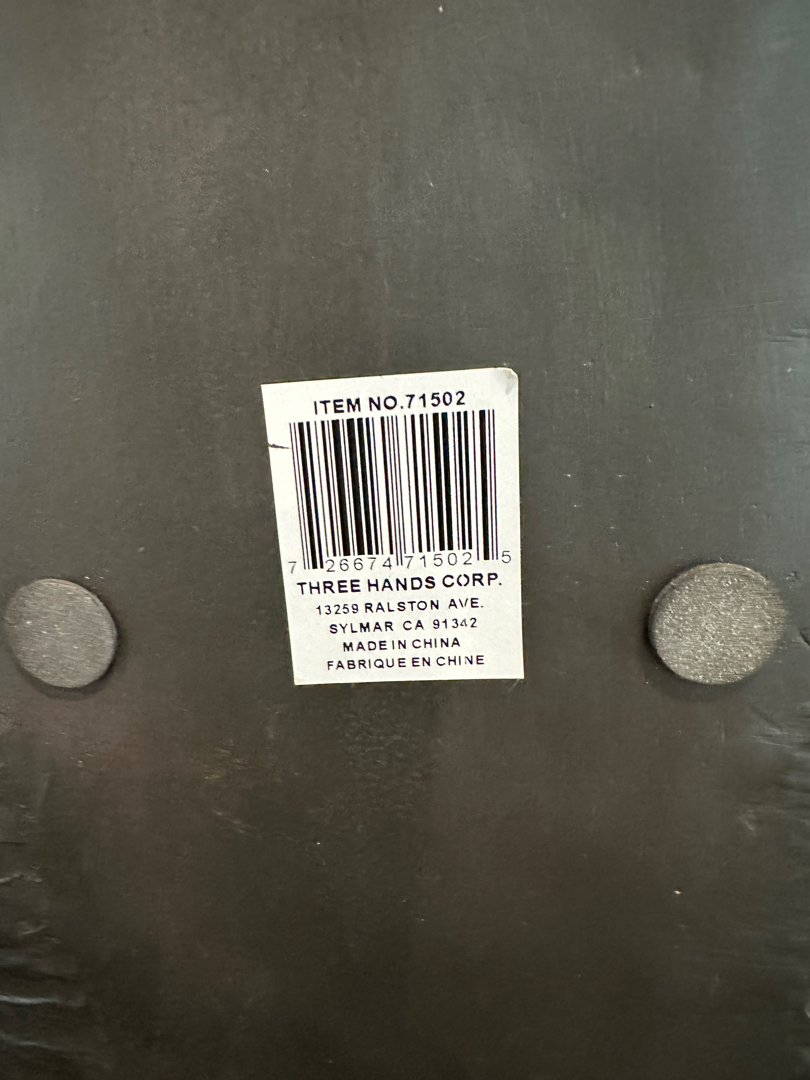 ITEM NO.71502
7 26674 71502 5
THREE HANDS CORP.
13259 RALSTON AVE.
SYLMAR CA 91342
MADE IN CHINA
FABRIQUE EN CHINE